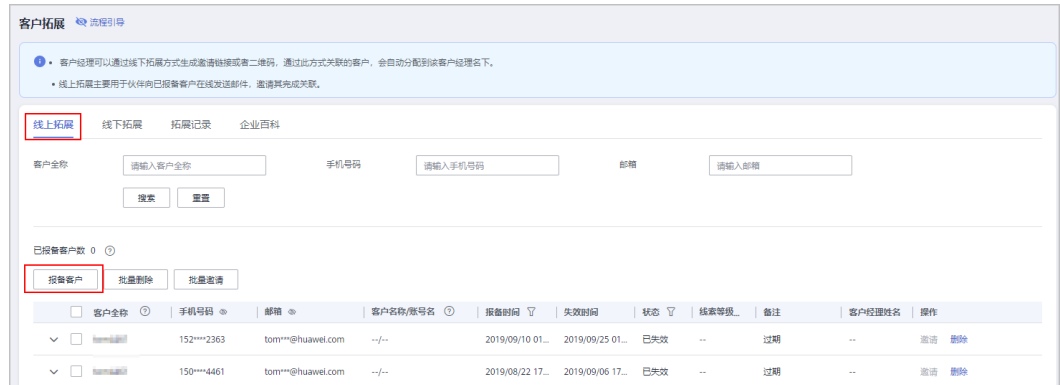 客户拓展 流程引导
• 客户经理可以通过线下拓展方式生成邀请链接或者二维码，通过此方式关联的客户，会自动分配到该客户经理名下。
• 线上拓展主要用于伙伴向已报备客户在线发送邮件，邀请其完成关联。
线上拓展 线下拓展 拓展记录 企业百科
客户全称 请输入客户全称 手机号码 请输入手机号码 邮箱 请输入邮箱
搜索 重置
已报备客户数 0
报备客户 批量删除 批量邀请
客户全称 手机号码 邮箱 客户名称/账号名 报备时间 失效时间 状态 线索等级... 备注 客户经理姓名 操作
152****2363 tom***@huawei.com --/-- 2019/09/10 01... 2019/09/25 01... 已失效 -- 过期 -- 邀请 删除
150****4461 tom***@huawei.com --/-- 2019/08/22 17... 2019/09/06 17... 已失效 -- 过期 -- 邀请 删除